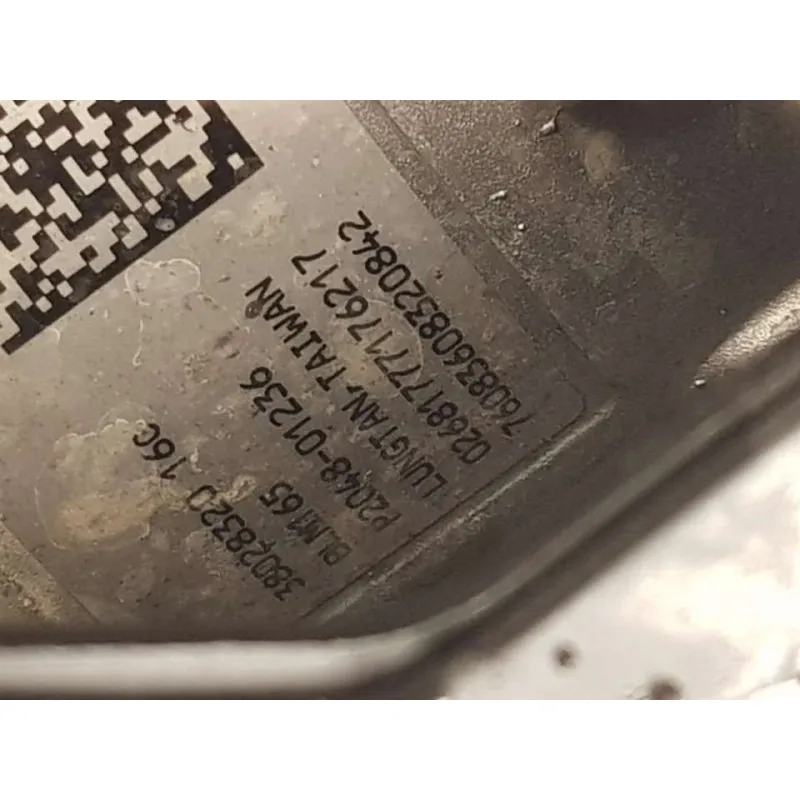 38028320 16C
BLM165
P2048-01236
LUNGTAN,TAIWAN
02681777176217
76083608320842